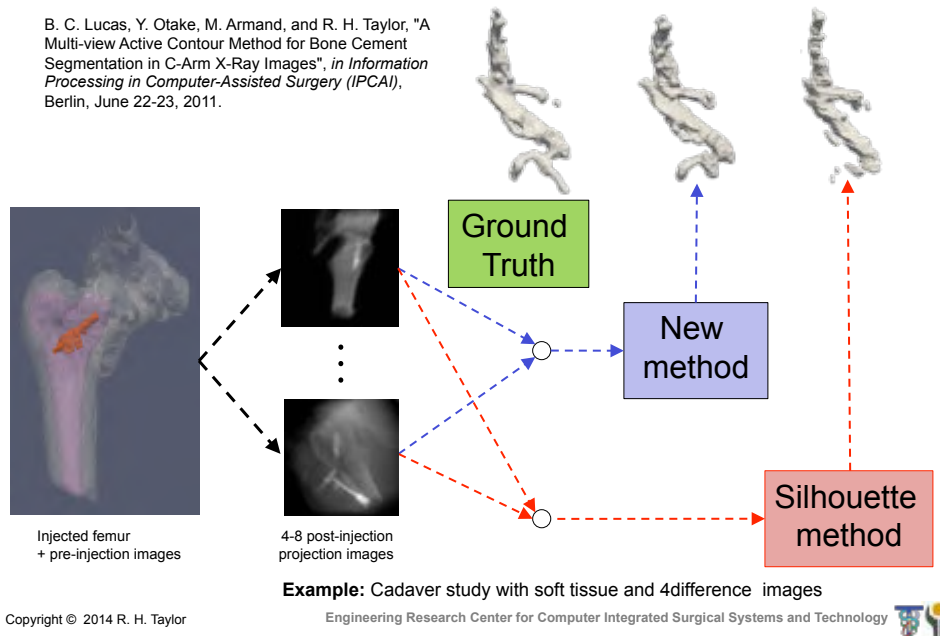 B. C. Lucas, Y. Otake, M. Armand, and R. H. Taylor, "A
Multi-view Active Contour Method for Bone Cement
Segmentation in C-Arm X-Ray Images", in Information
Processing in Computer-Assisted Surgery (IPCAI),
Berlin, June 22-23, 2011.
Ground
Truth
New
method
Silhouette
method
Injected femur
+ pre-injection images
4-8 post-injection
projection images
Example: Cadaver study with soft tissue and 4difference images
Copyright © 2014 R. H. Taylor
Engineering Research Center for Computer Integrated Surgical Systems and Technology